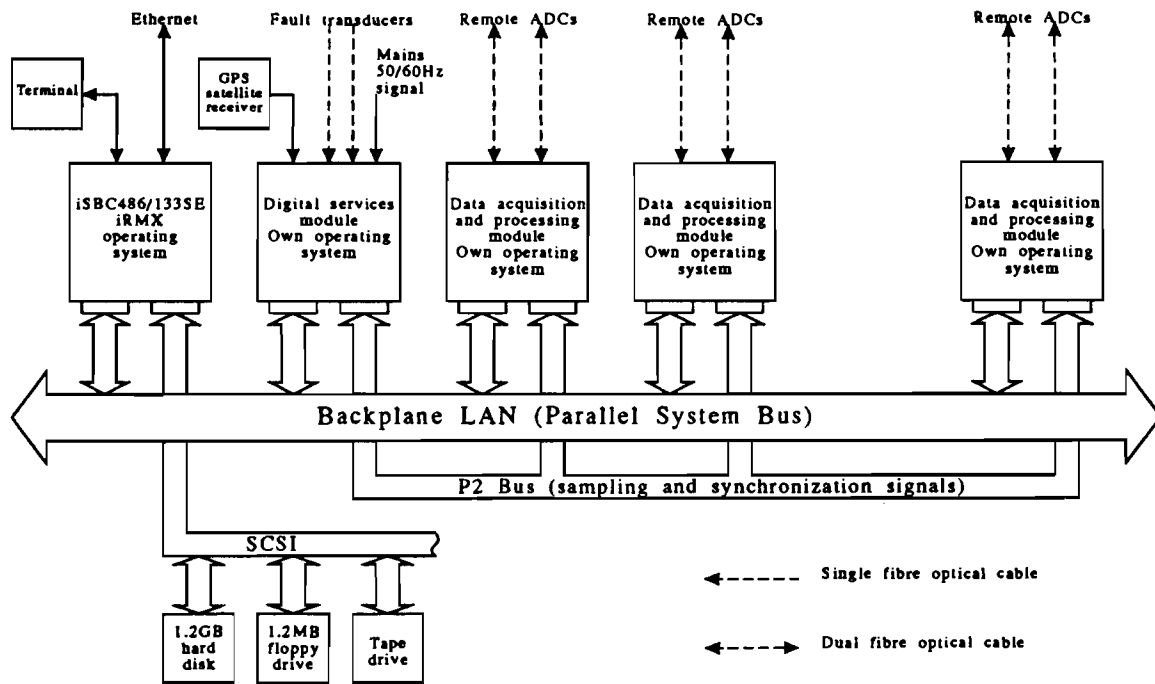 Ethernet
Fault transducers
Remote ADCs
Remote ADCs
Remote ADCs
Mains
50/60Hz
signal
Terminal
GPS
satellite
receiver
iSBC486/133SE
iRMX
operating
system
Digital services
module
Own operating
system
Data acquisition
and processing
module
Own operating
system
Data acquisition
and processing
module
Own operating
system
Data acquisition
and processing
module
Own operating
system
Backplane LAN (Parallel System Bus)
P2 Bus (sampling and synchronization signals)
SCSI
1.2GB
hard
disk
1.2MB
floppy
drive
Tape
drive
Single fibre optical cable
Dual fibre optical cable